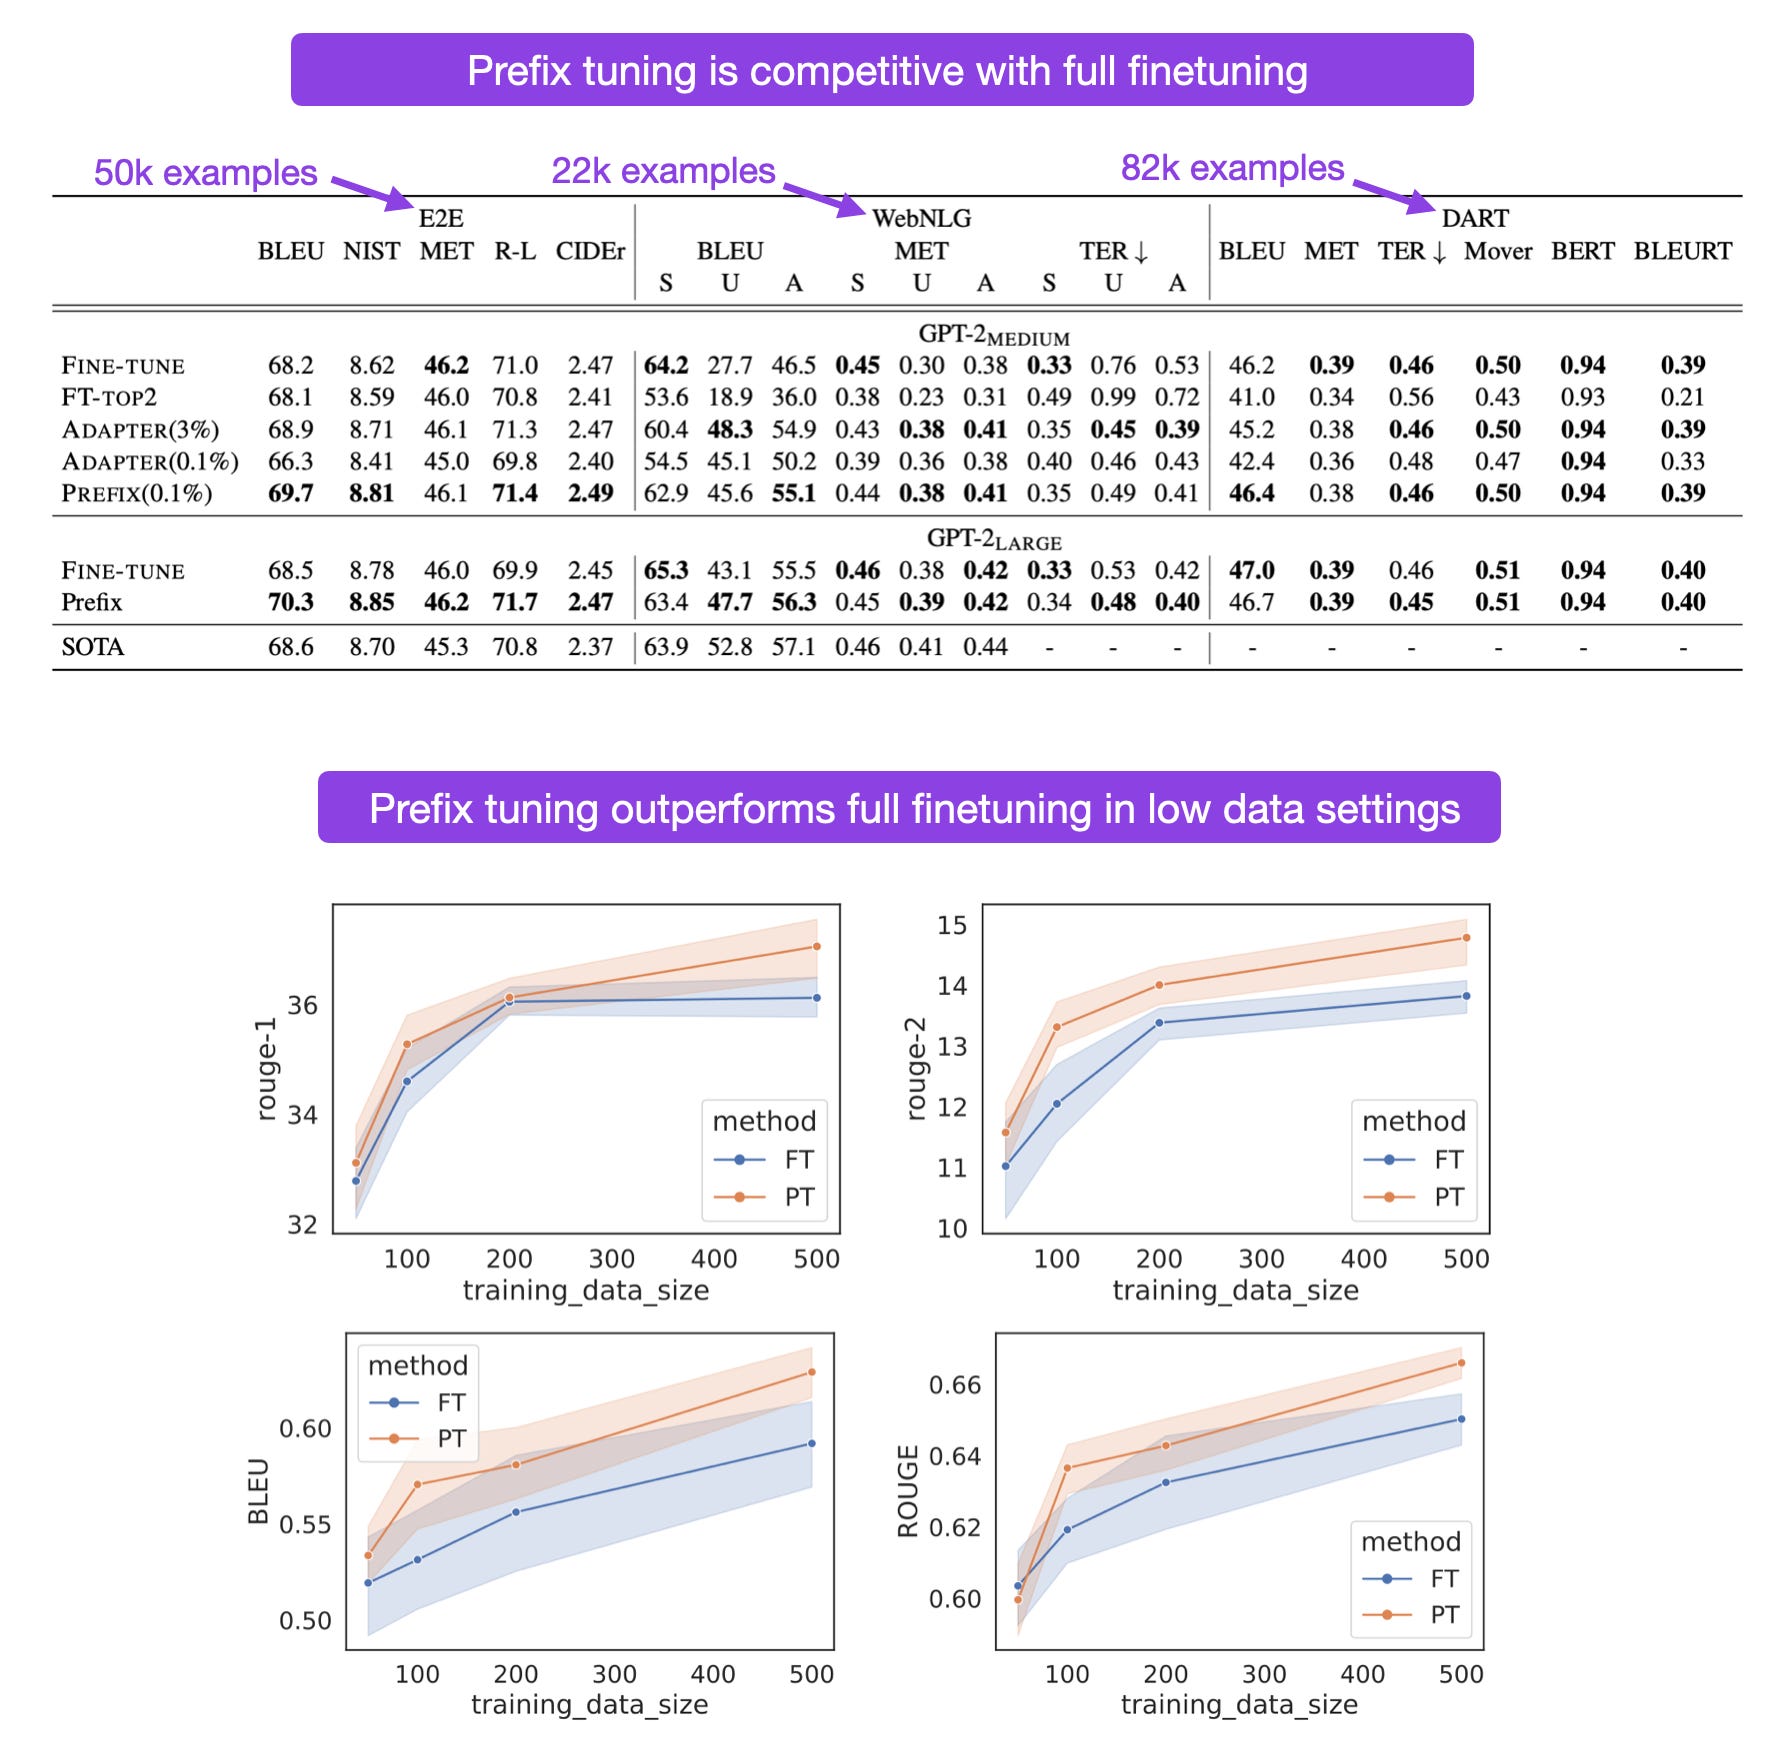 Prefix tuning is competitive with full finetuning
50k examples 22k examples 82k examples
E2E WebNLG DART
BLEU NIST MET R-L CIDEr BLEU MET TER ↓ BLEU MET TER ↓ Mover BERT BLEURT
S U A S U A S U A
GPT-2MEDIUM
FINE-TUNE 68.2 8.62 46.2 71.0 2.47 64.2 27.7 46.5 0.45 0.30 0.38 0.33 0.76 0.53 46.2 0.39 0.46 0.50 0.94 0.39
FT-TOP2 68.1 8.59 46.0 70.8 2.41 53.6 18.9 36.0 0.38 0.23 0.31 0.49 0.99 0.72 41.0 0.34 0.56 0.43 0.93 0.21
ADAPTER(3%) 68.9 8.71 46.1 71.3 2.47 60.4 48.3 54.9 0.43 0.38 0.41 0.35 0.45 0.39 45.2 0.38 0.46 0.50 0.94 0.39
ADAPTER(0.1%) 66.3 8.41 45.0 69.8 2.40 54.5 45.1 50.2 0.39 0.36 0.38 0.40 0.46 0.43 42.4 0.36 0.48 0.47 0.94 0.33
PREFIX(0.1%) 69.7 8.81 46.1 71.4 2.49 62.9 45.6 55.1 0.44 0.38 0.41 0.35 0.49 0.41 46.4 0.38 0.46 0.50 0.94 0.39
GPT-2LARGE
FINE-TUNE 68.5 8.78 46.0 69.9 2.45 65.3 43.1 55.5 0.46 0.38 0.42 0.33 0.53 0.42 47.0 0.39 0.46 0.51 0.94 0.40
Prefix 70.3 8.85 46.2 71.7 2.47 63.4 47.7 56.3 0.45 0.39 0.42 0.34 0.48 0.40 46.7 0.39 0.45 0.51 0.94 0.40
SOTA 68.6 8.70 45.3 70.8 2.37 63.9 52.8 57.1 0.46 0.41 0.44 - - - - - - - - -
Prefix tuning outperforms full finetuning in low data settings
rouge-1
36
34
32
method
FT
PT
100 200 300 400 500
training_data_size
rouge-2
15
14
13
12
11
10
method
FT
PT
100 200 300 400 500
training_data_size
BLEU
0.60
0.55
0.50
method
FT
PT
100 200 300 400 500
training_data_size
ROUGE
0.66
0.64
0.62
0.60
method
FT
PT
100 200 300 400 500
training_data_size